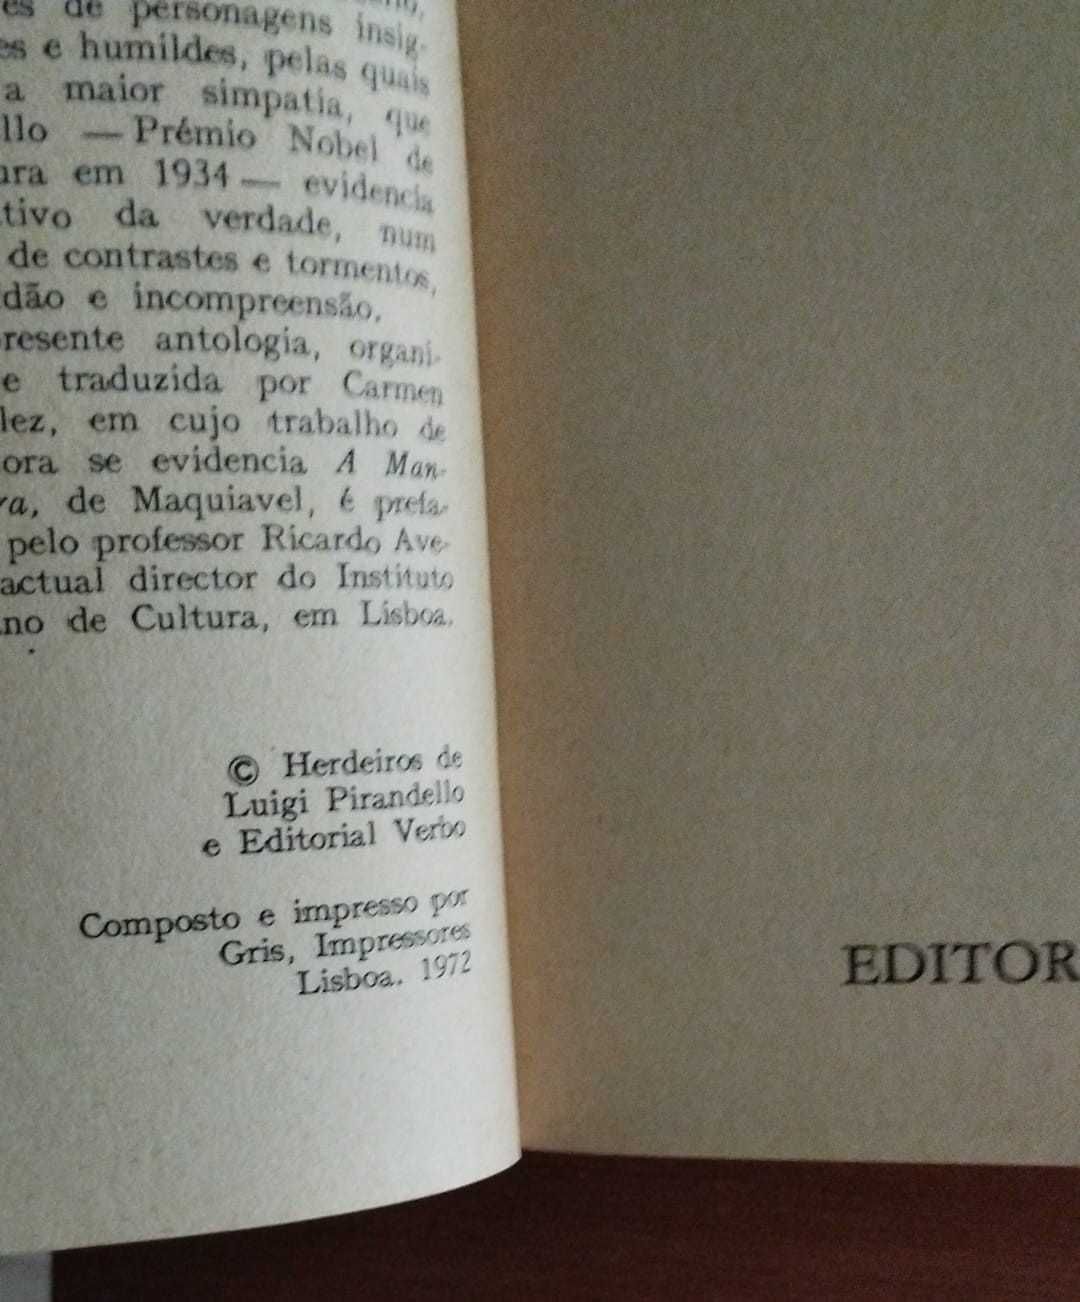 es de personagens insig-
es e humildes, pelas quais
a maior simpatia, que
llo — Prémio Nobel de
ura em 1934 — evidencia
tivo da verdade, num
de contrastes e tormentos,
dão e incompreensão.
resente antologia, organi-
e traduzida por Carmen
lez, em cujo trabalho de
ora se evidencia A Man-
va, de Maquiavel, é prefa-
pelo professor Ricardo Ave-
actual director do Instituto
no de Cultura, em Lisboa.
© Herdeiros de
Luigi Pirandello
e Editorial Verbo
Composto e impresso por
Gris, Impressores
Lisboa. 1972
EDITOR